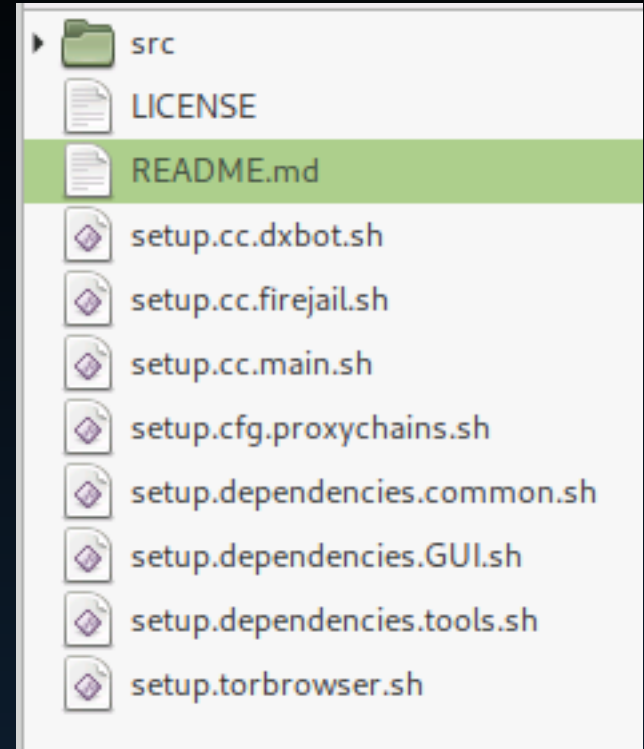 src
LICENSE
README.md
setup.cc.dxbot.sh
setup.cc.firejail.sh
setup.cc.main.sh
setup.cfg.proxychains.sh
setup.dependencies.common.sh
setup.dependencies.GUI.sh
setup.dependencies.tools.sh
setup.torbrowser.sh